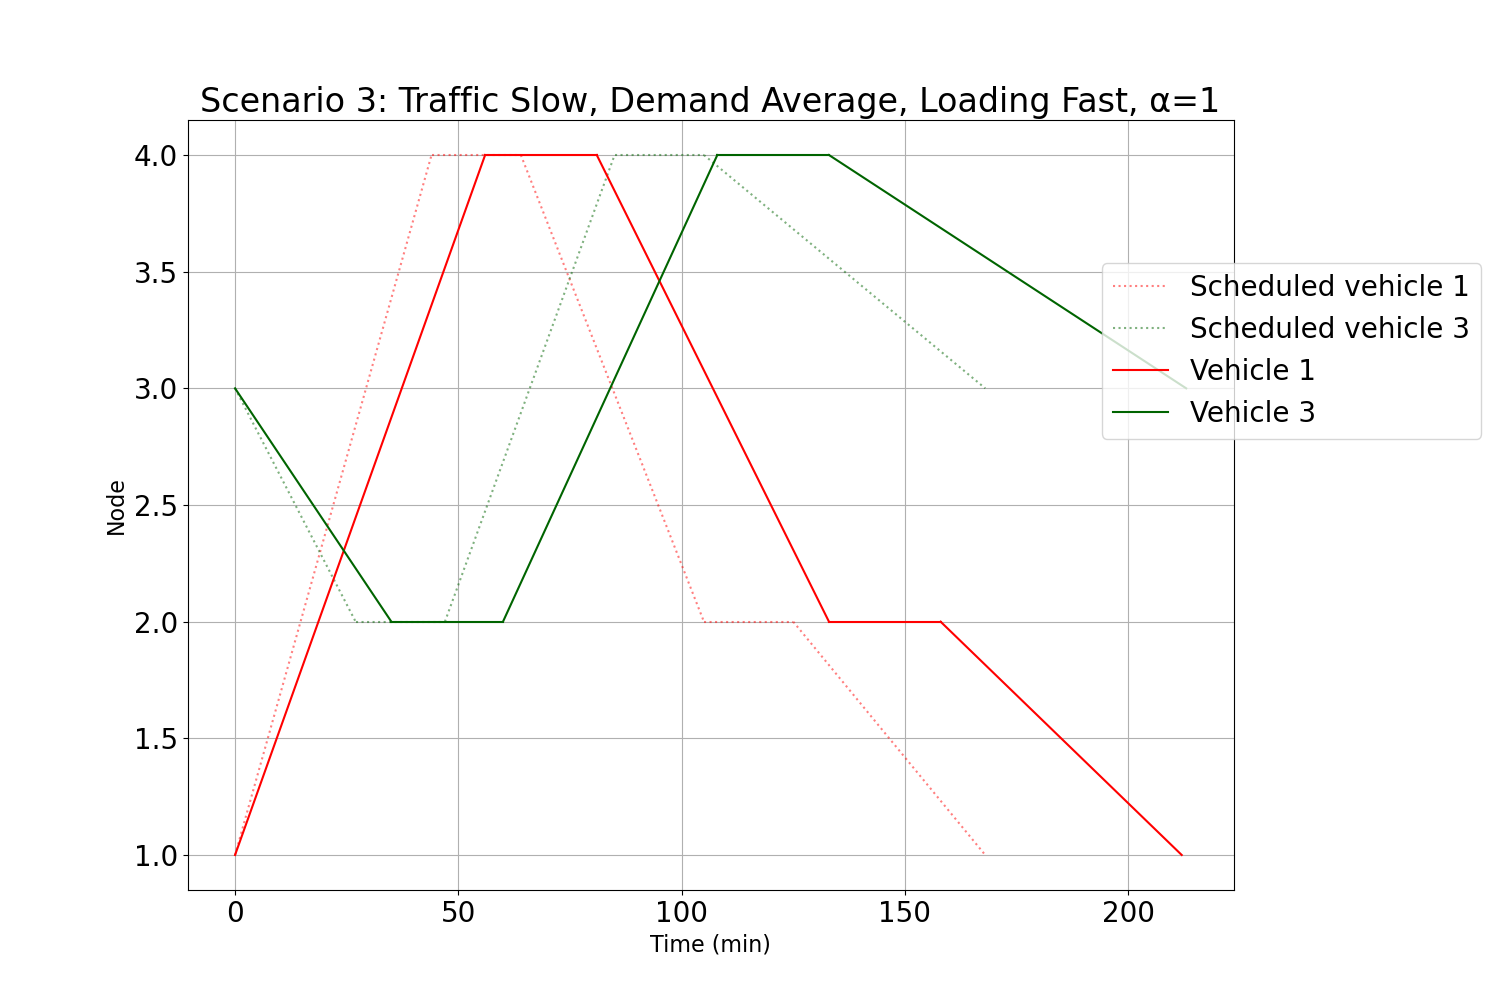 Scenario 3: Traffic Slow, Demand Average, Loading Fast, α=1
4.0
3.5
3.0
2.5
2.0
1.5
1.0
Node
0 50 100 150 200
Time (min)
Scheduled vehicle 1
Scheduled vehicle 3
Vehicle 1
Vehicle 3